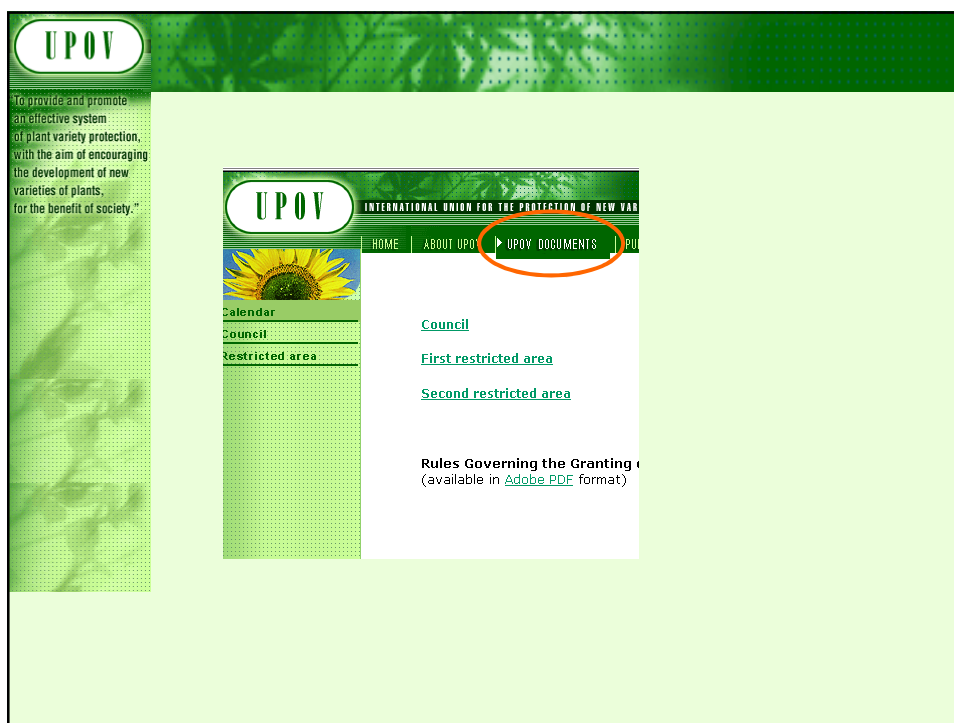 UPOV
To provide and promote
an effective system
of plant variety protection,
with the aim of encouraging
the development of new
varieties of plants,
for the benefit of society."
UPOV
INTERNATIONAL UNION FOR THE PROTECTION OF NEW VAR
HOME
ABOUT UPOV
UPOV DOCUMENTS
Calendar
Council
Restricted area
Council
First restricted area
Second restricted area
Rules Governing the Granting
(available in Adobe PDF format)